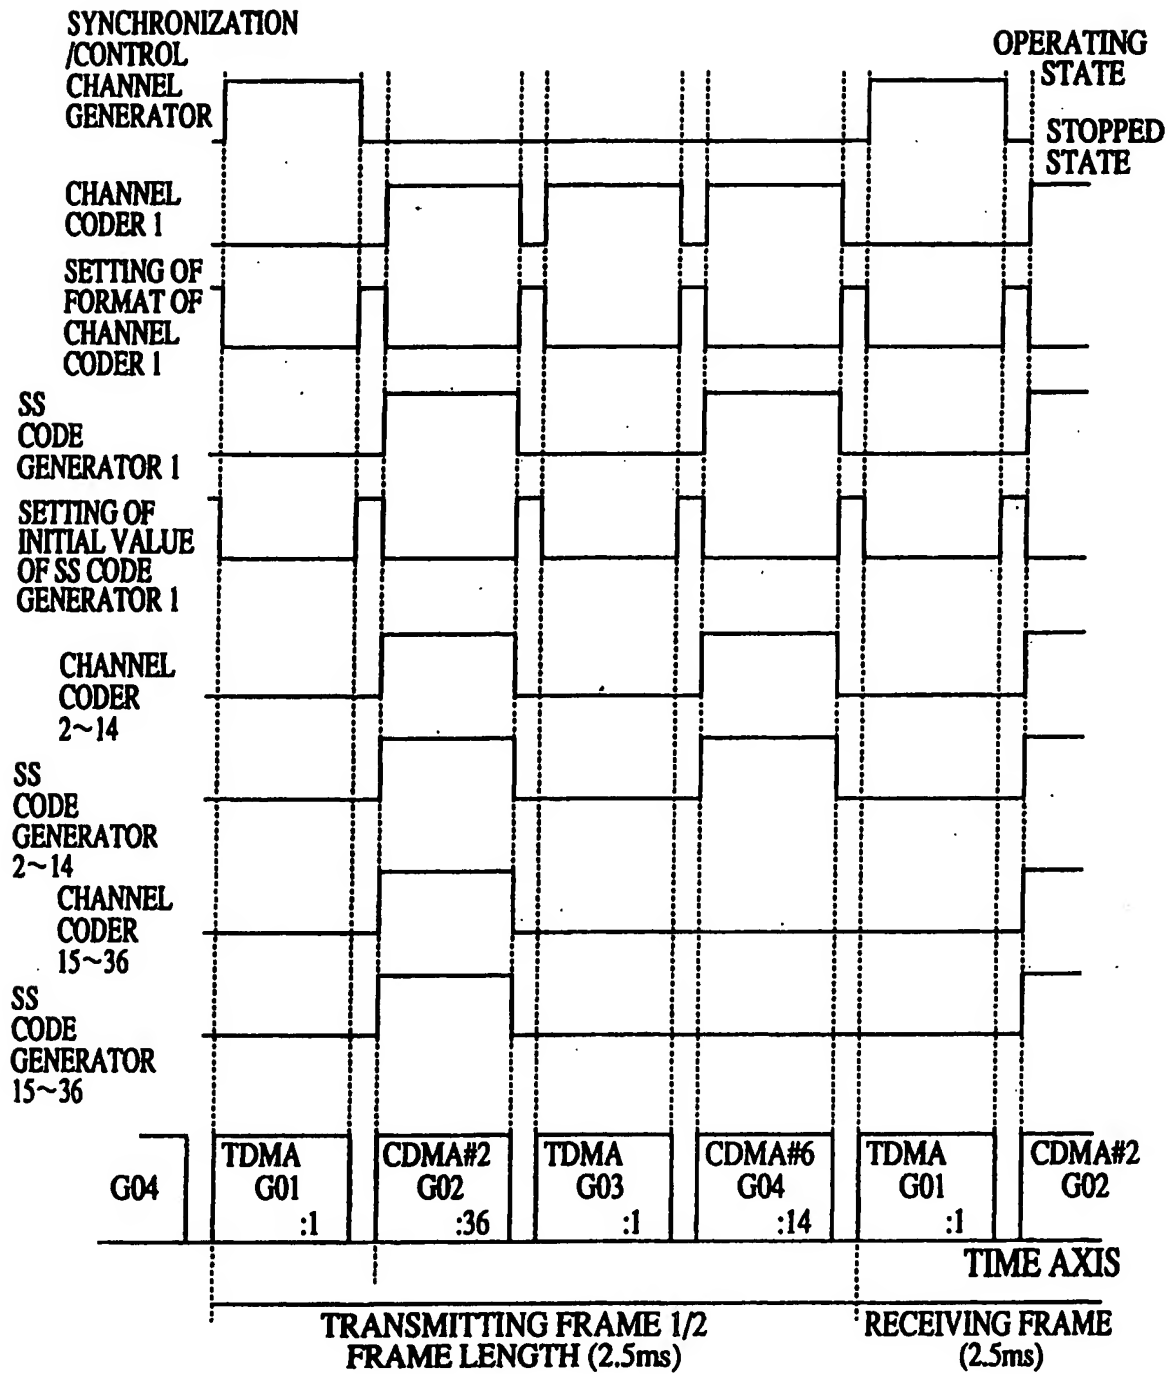 SYNCHRONIZATION
/CONTROL
CHANNEL
GENERATOR
OPERATING
STATE
STOPPED
STATE
CHANNEL
CODER 1
SETTING OF
FORMAT OF
CHANNEL
CODER 1
SS
CODE
GENERATOR 1
SETTING OF
INITIAL VALUE
OF SS CODE
GENERATOR 1
CHANNEL
CODER
2~14
SS
CODE
GENERATOR
2~14
CHANNEL
CODER
15~36
SS
CODE
GENERATOR
15~36
G04
TDMA
G01
:1
CDMA#2
G02
:36
TDMA
G03
:1
CDMA#6
G04
:14
TDMA
G01
:1
CDMA#2
G02
TIME AXIS
TRANSMITTING FRAME 1/2
FRAME LENGTH (2.5ms)
RECEIVING FRAME
(2.5ms)